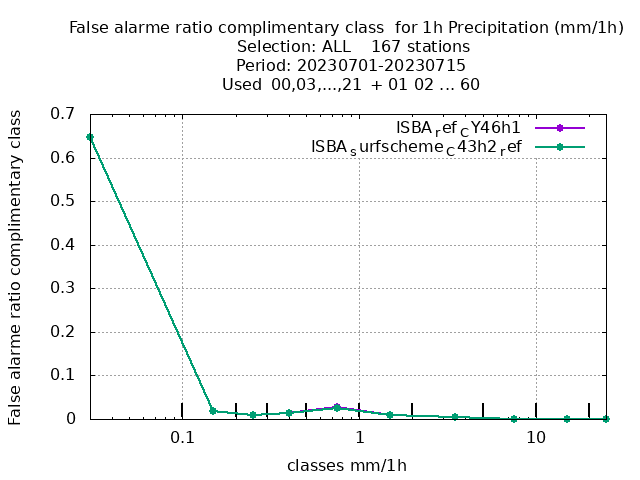 False alarme ratio complimentary class  for 1h Precipitation (mm/1h)
Selection: ALL    167 stations
Period: 20230701-20230715
Used  00,03,...,21  + 01 02 ... 60
ISBArefCY46h1
ISBAsurfschemeC43h2ref
False alarme ratio complimentary class
0.7
0.6
0.5
0.4
0.3
0.2
0.1
0
0.1 1 10
classes mm/1h